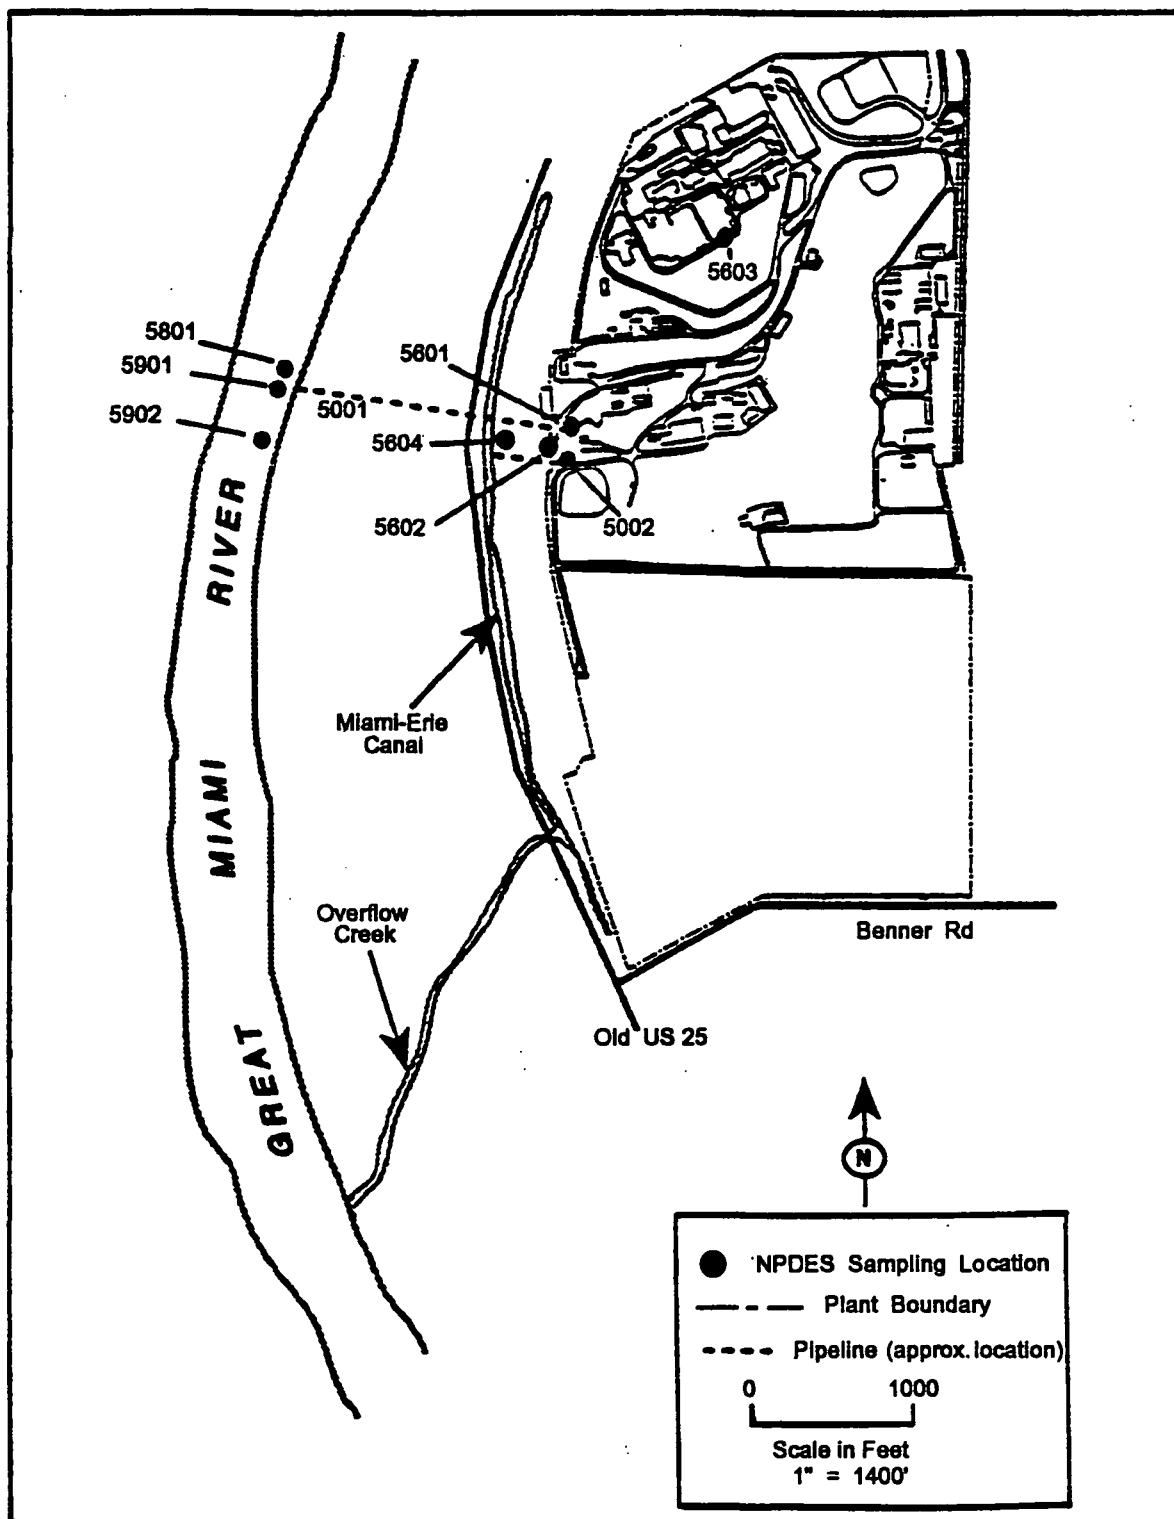 5603
5801
5901
5902
5601
5001
5604
5602
5002
RIVER
MIAMI
GREAT
Miami-Erie
Canal
Overflow
Creek
Benner Rd
Old US 25
N
NPDES Sampling Location
Plant Boundary
Pipeline (approx. location)
0 1000
Scale in Feet
1" = 1400'